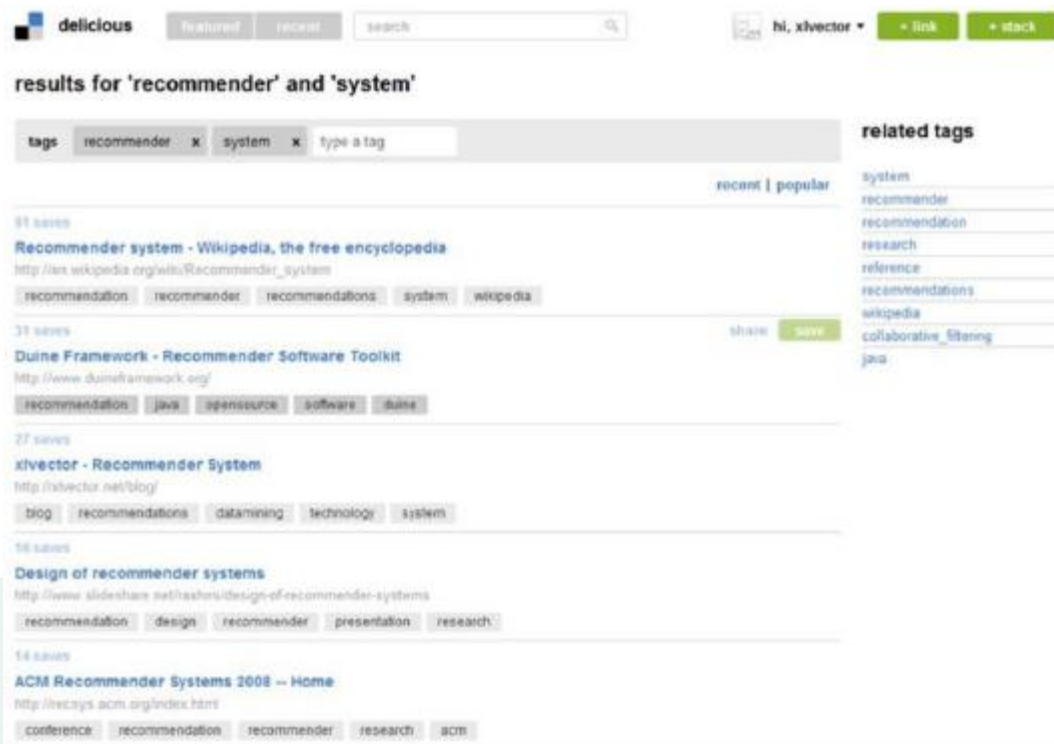 delicious featured recent search hi, xlvector + link + stack
results for 'recommender' and 'system'
tags recommender x system x type a tag
recent | popular
91 saves
Recommender system - Wikipedia, the free encyclopedia
http://en.wikipedia.org/wiki/Recommender_system
recommendation recommender recommendations system wikipedia
31 saves share save
Duine Framework - Recommender Software Toolkit
http://www.duineframework.org/
recommendation java opensource software duine
27 saves
xlvector - Recommender System
http://xlvector.net/blog/
blog recommendations datamining technology system
saves
Design of recommender systems
http://www.slideshare.net/rashmi/design-of-recommender-systems
recommendation design recommender presentation research
14 saves
ACM Recommender Systems 2008 -- Home
http://recsys.acm.org/index.html
conference recommendation recommender research acm
related tags
system
recommender
recommendation
research
reference
recommendations
wikipedia
collaborative_filtering
java